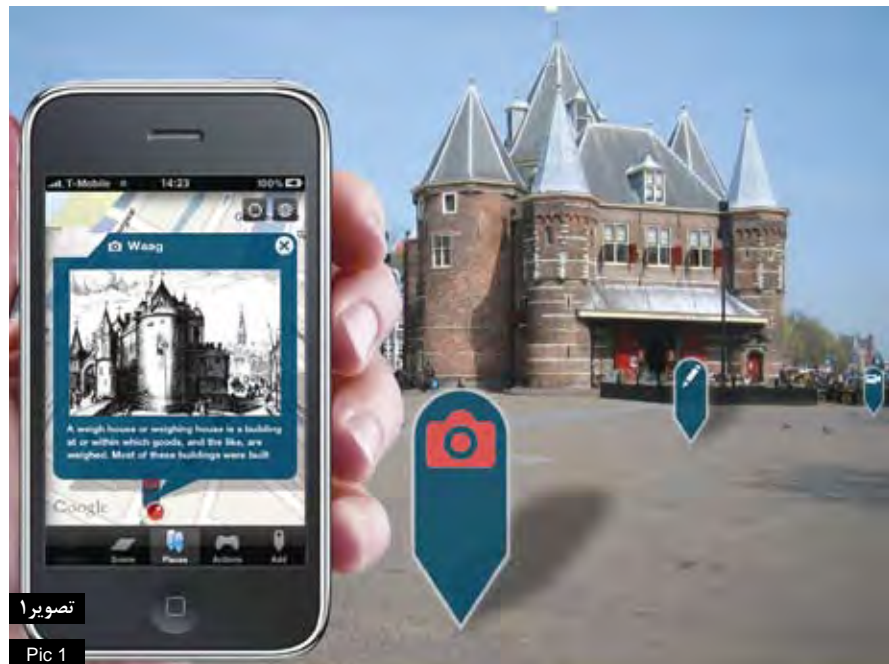 T-Mobile 14:23 100%
Waag
A weigh house or weighing house is a building
at or within which goods, and the like, are
weighed. Most of these buildings were built
Google
Scene Places Actions Add
تصویر۱
Pic 1